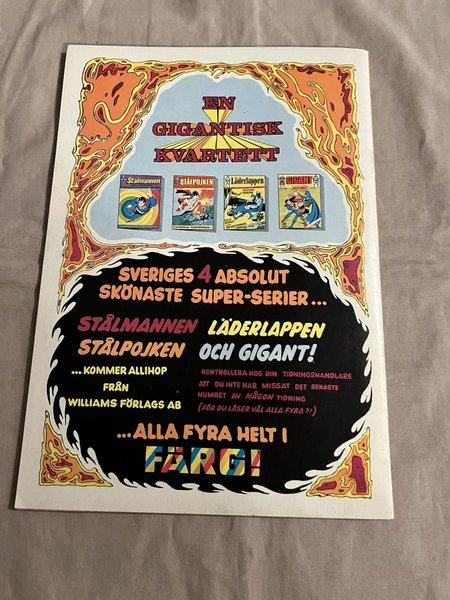 EN
GIGANTISK
KVARTETT
Stålmannen
STÅLPOJKEN
Läderlappen
GIGANT
SVERIGES 4 ABSOLUT
SKÖNASTE SUPER-SERIER...
STÅLMANNEN LÄDERLAPPEN
STÅLPOJKEN OCH GIGANT!
...KOMMER ALLIHOP
FRÅN
WILLIAMS FÖRLAGS AB
KONTROLLERA HOS DIN TIDNINGSHANDLARE
ATT DU INTE HAR MISSAT DET SENASTE
NUMRET AV NÅGON TIDNING
(FÖR DU LÄSER VÄL ALLA FYRA?!)
...ALLA FYRA HELT I
FÄRG!